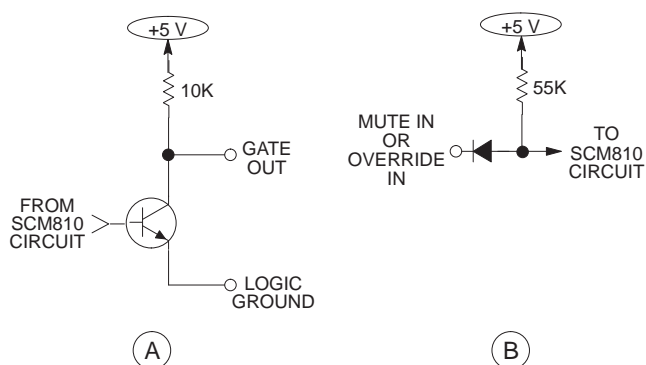 +5 V
10K
GATE
OUT
FROM
SCM810
CIRCUIT
LOGIC
GROUND
A
+5 V
55K
MUTE IN
OR
OVERRIDE
IN
TO
SCM810
CIRCUIT
B